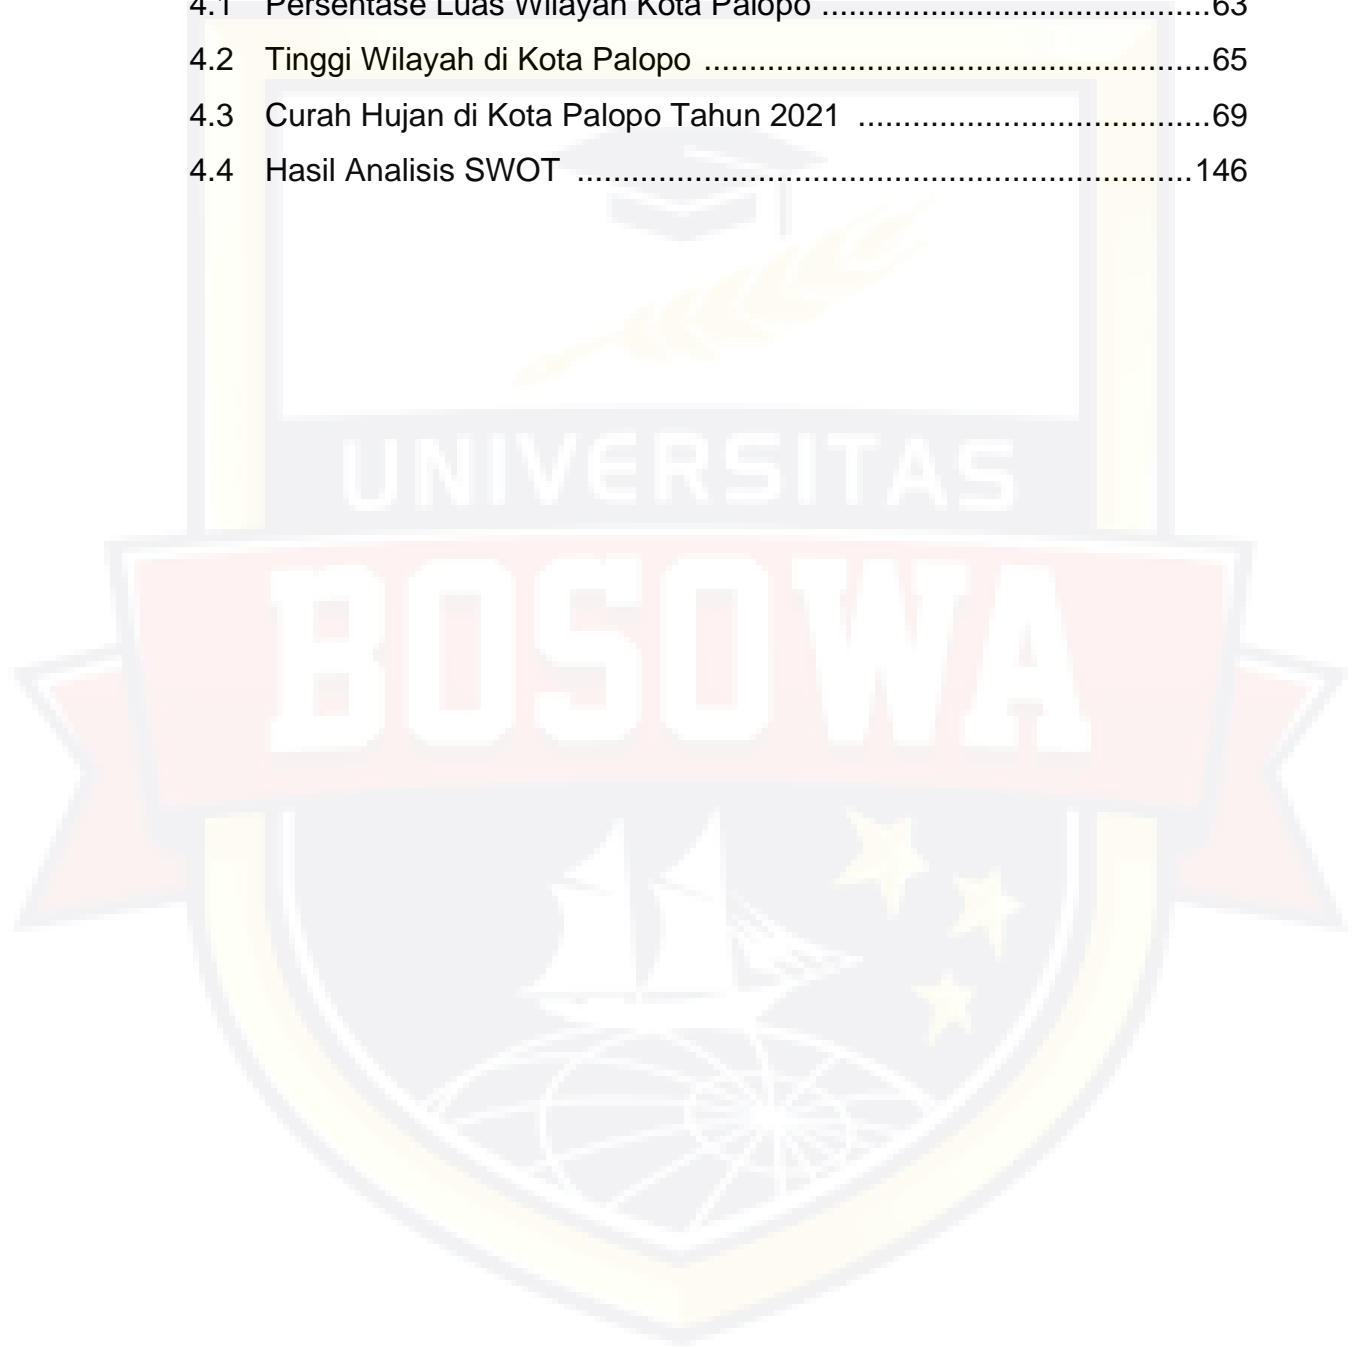 4.1 Persentase Luas Wilayah Kota Palopo ..........................................63
4.2 Tinggi Wilayah di Kota Palopo .......................................................65
4.3 Curah Hujan di Kota Palopo Tahun 2021 ......................................69
4.4 Hasil Analisis SWOT ...................................................................146
UNIVERSITAS
BOSOWA